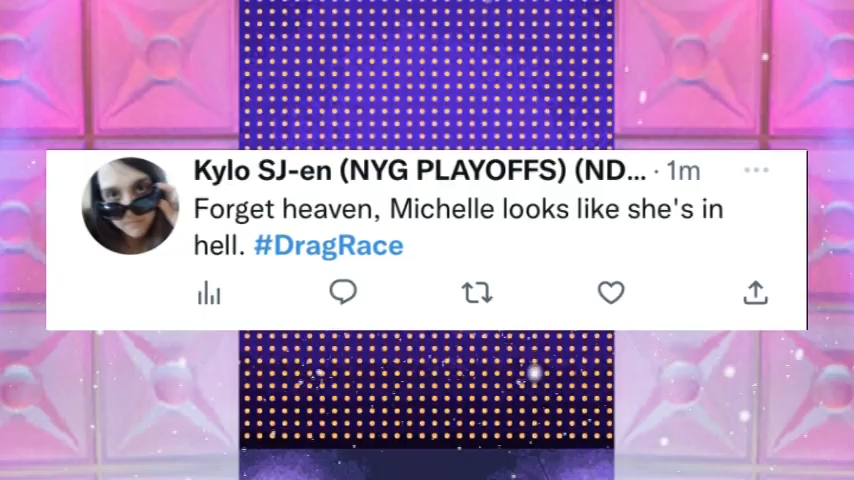 Kylo SJ-en (NYG PLAYOFFS) (ND... · 1m
Forget heaven, Michelle looks like she's in
hell. #DragRace